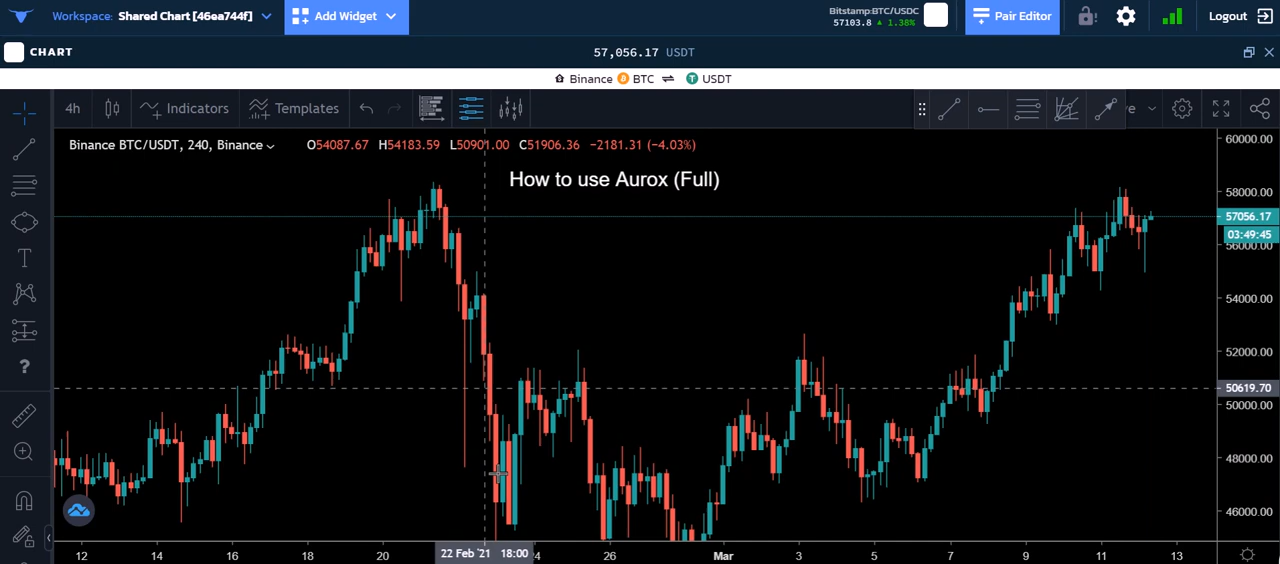 Workspace: Shared Chart [46ea744f]
Add Widget
Bitstamp:BTC/USDC
57103.8 ▲ 1.38%
Pair Editor
Logout
CHART
57,056.17 USDT
Binance BTC ⇌ USDT
4h
Indicators
Templates
Binance BTC/USDT, 240, Binance
O54087.67 H54183.59 L50901.00 C51906.36 −2181.31 (−4.03%)
How to use Aurox (Full)
60000.00
58000.00
57056.17
03:49:45
56000.00
54000.00
52000.00
50619.70
50000.00
48000.00
46000.00
12 14 16 18 20 22 Feb '21 18:00 24 26 Mar 3 5 7 9 11 13